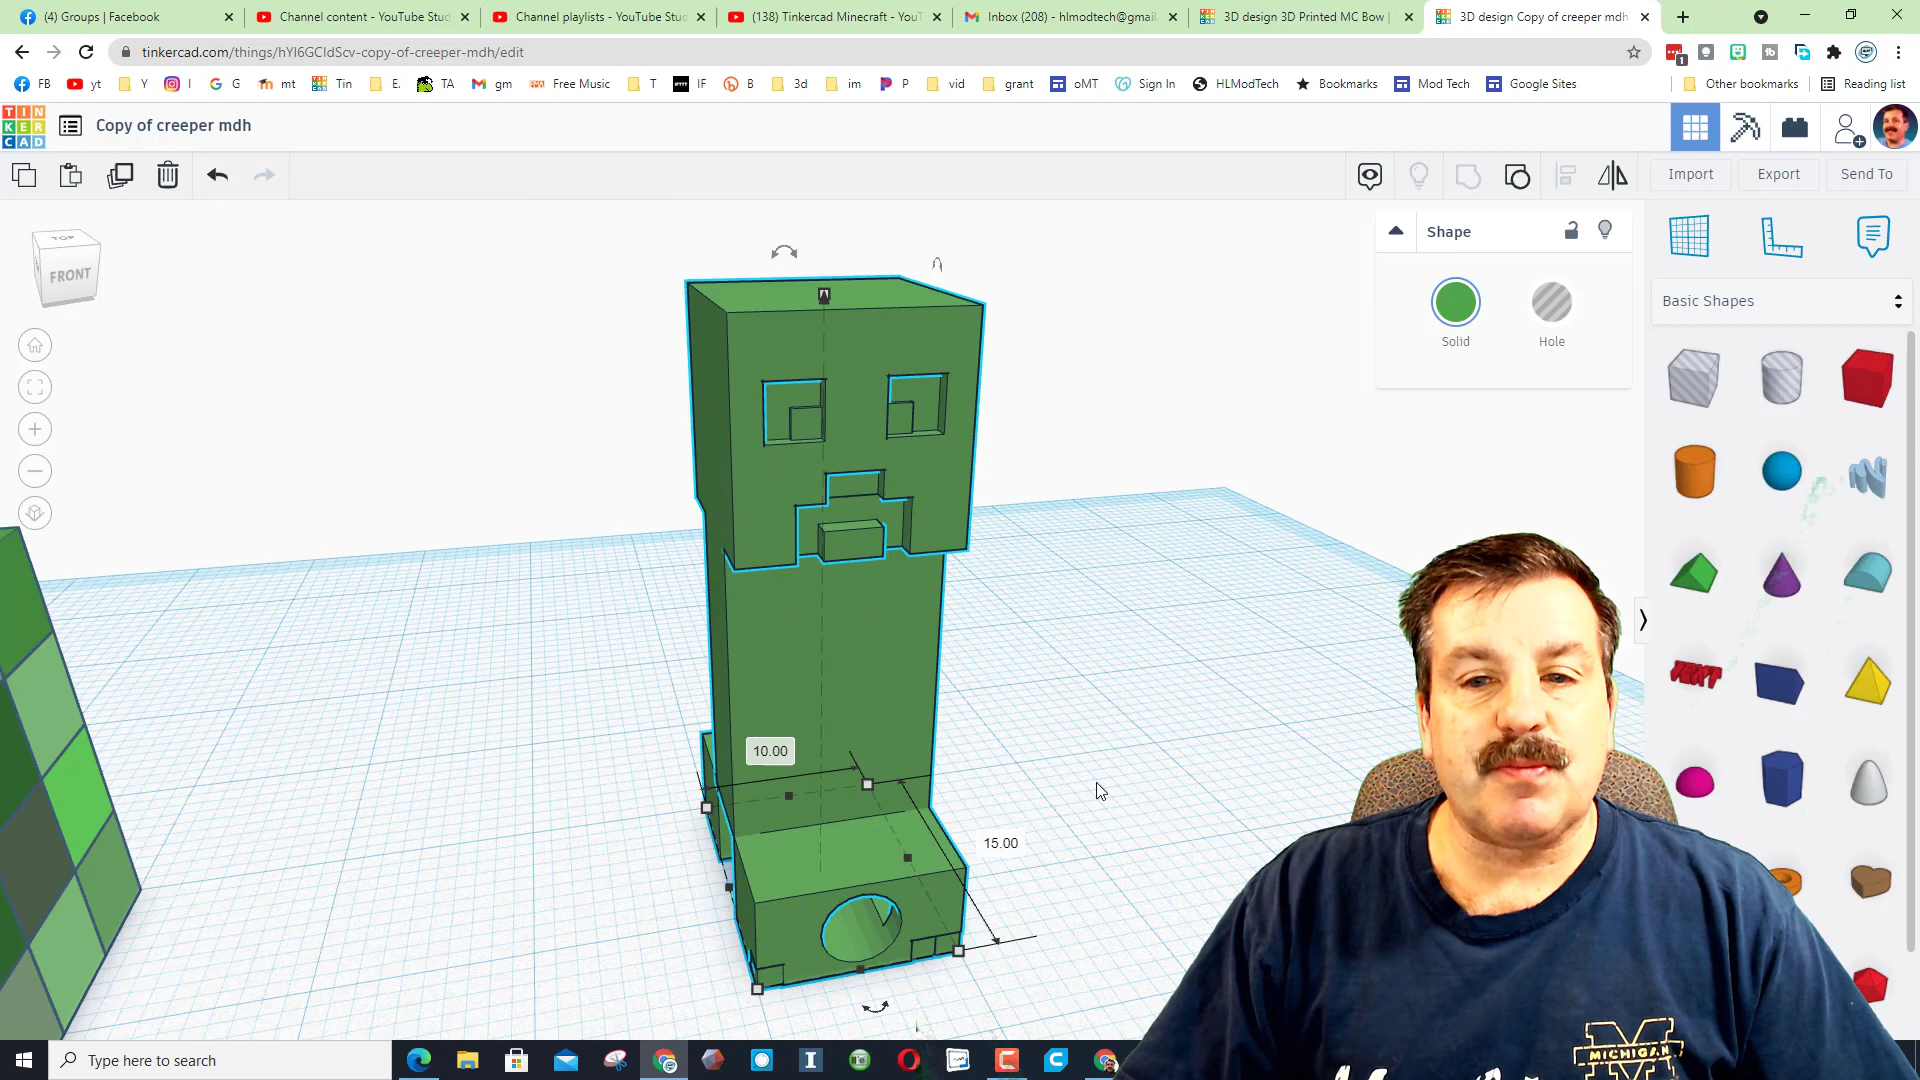 (4) Groups | Facebook
Channel content - YouTube Stud
Channel playlists - YouTube Stud
(138) Tinkercad Minecraft - YouT
Inbox (208) - hlmodtech@gmail.
3D design 3D Printed MC Bow |
3D design Copy of creeper mdh
tinkercad.com/things/hYI6GCIdScv-copy-of-creeper-mdh/edit
FB
yt
Y
I
G
mt
Tin
E.
TA
gm
Free Music
T
IF
B
3d
im
P
vid
grant
oMT
Sign In
HLModTech
Bookmarks
Mod Tech
Google Sites
Other bookmarks
Reading list
TIN
KER
CAD
Copy of creeper mdh
Import
Export
Send To
TOP
FRONT
Shape
Solid
Hole
Basic Shapes
TEXT
10.00
15.00
MICHIGAN
Type here to search